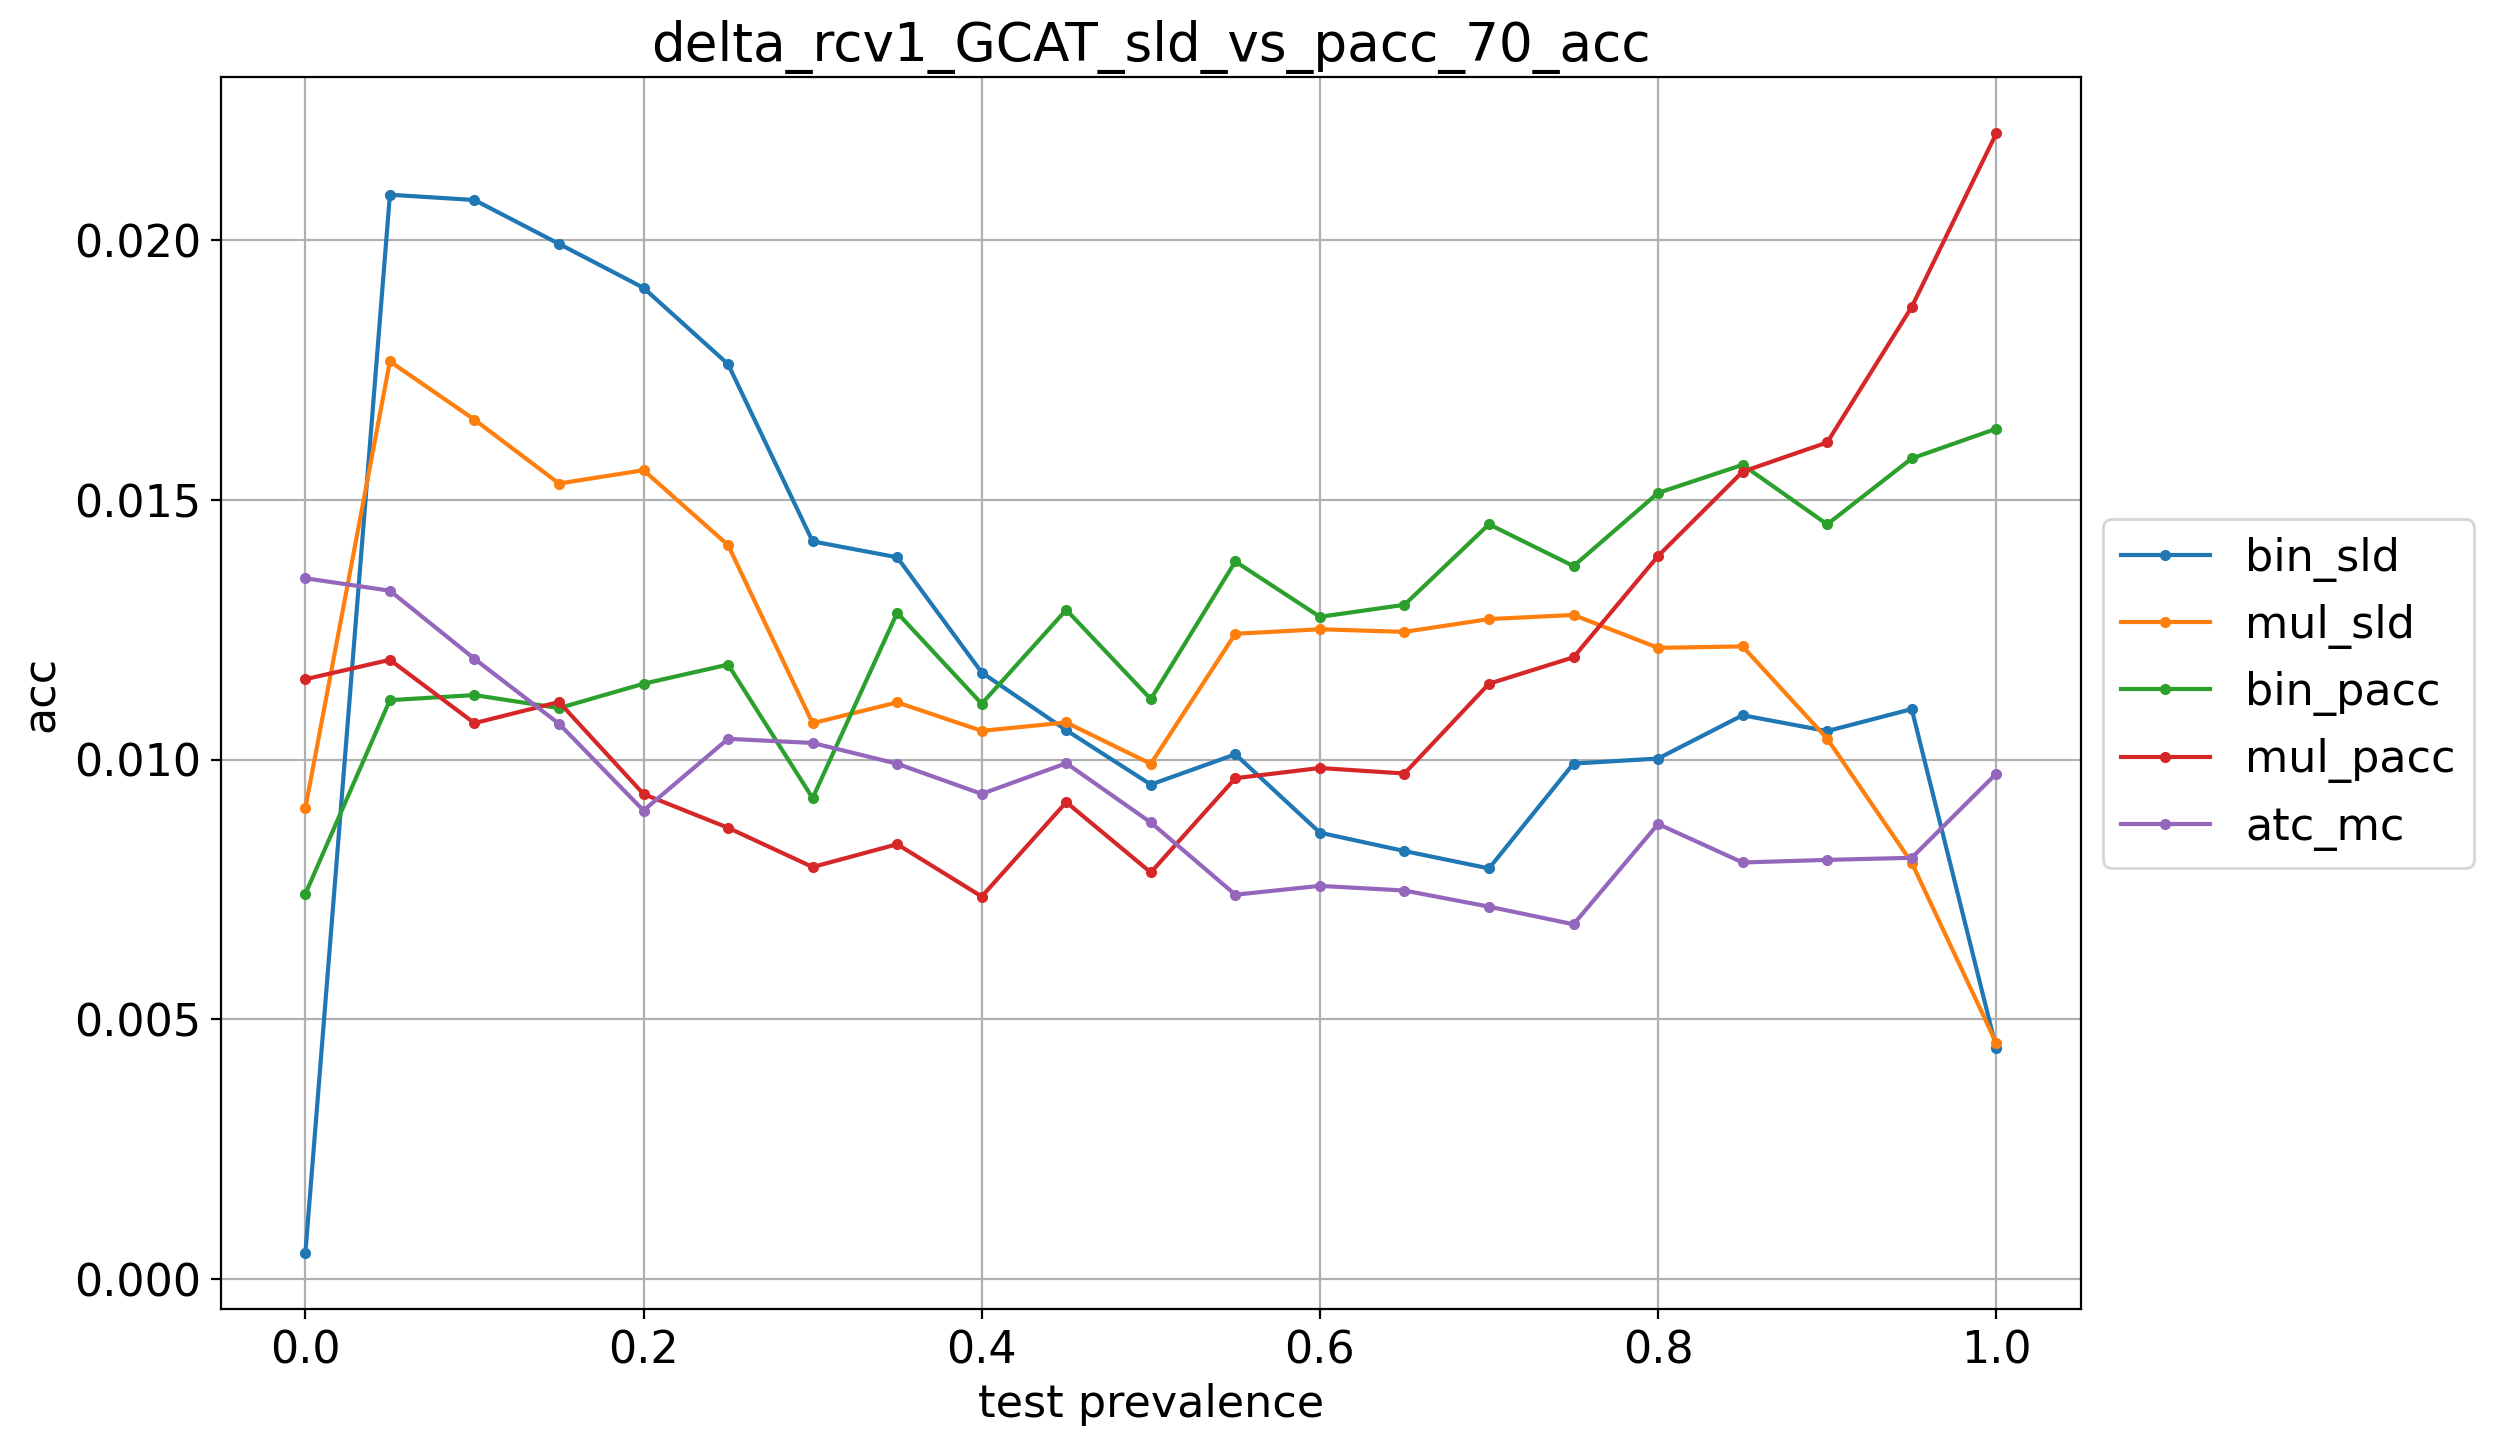 delta_rcv1_GCAT_sld_vs_pacc_70_acc
acc
0.020
0.015
0.010
0.005
0.000
0.0 0.2 0.4 0.6 0.8 1.0
test prevalence
bin_sld
mul_sld
bin_pacc
mul_pacc
atc_mc